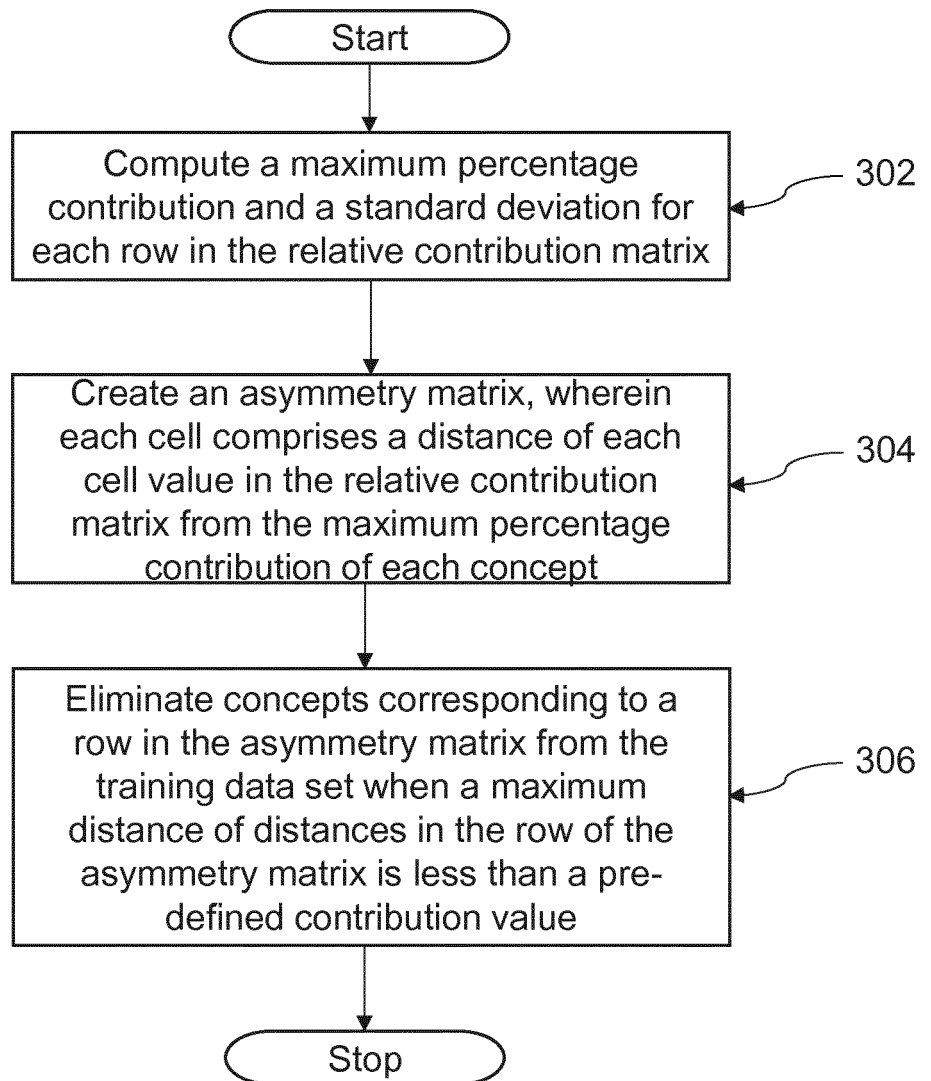 Start
Compute a maximum percentage
contribution and a standard deviation for
each row in the relative contribution matrix
302
Create an asymmetry matrix, wherein
each cell comprises a distance of each
cell value in the relative contribution
matrix from the maximum percentage
contribution of each concept
304
Eliminate concepts corresponding to a
row in the asymmetry matrix from the
training data set when a maximum
distance of distances in the row of the
asymmetry matrix is less than a pre-
defined contribution value
306
Stop